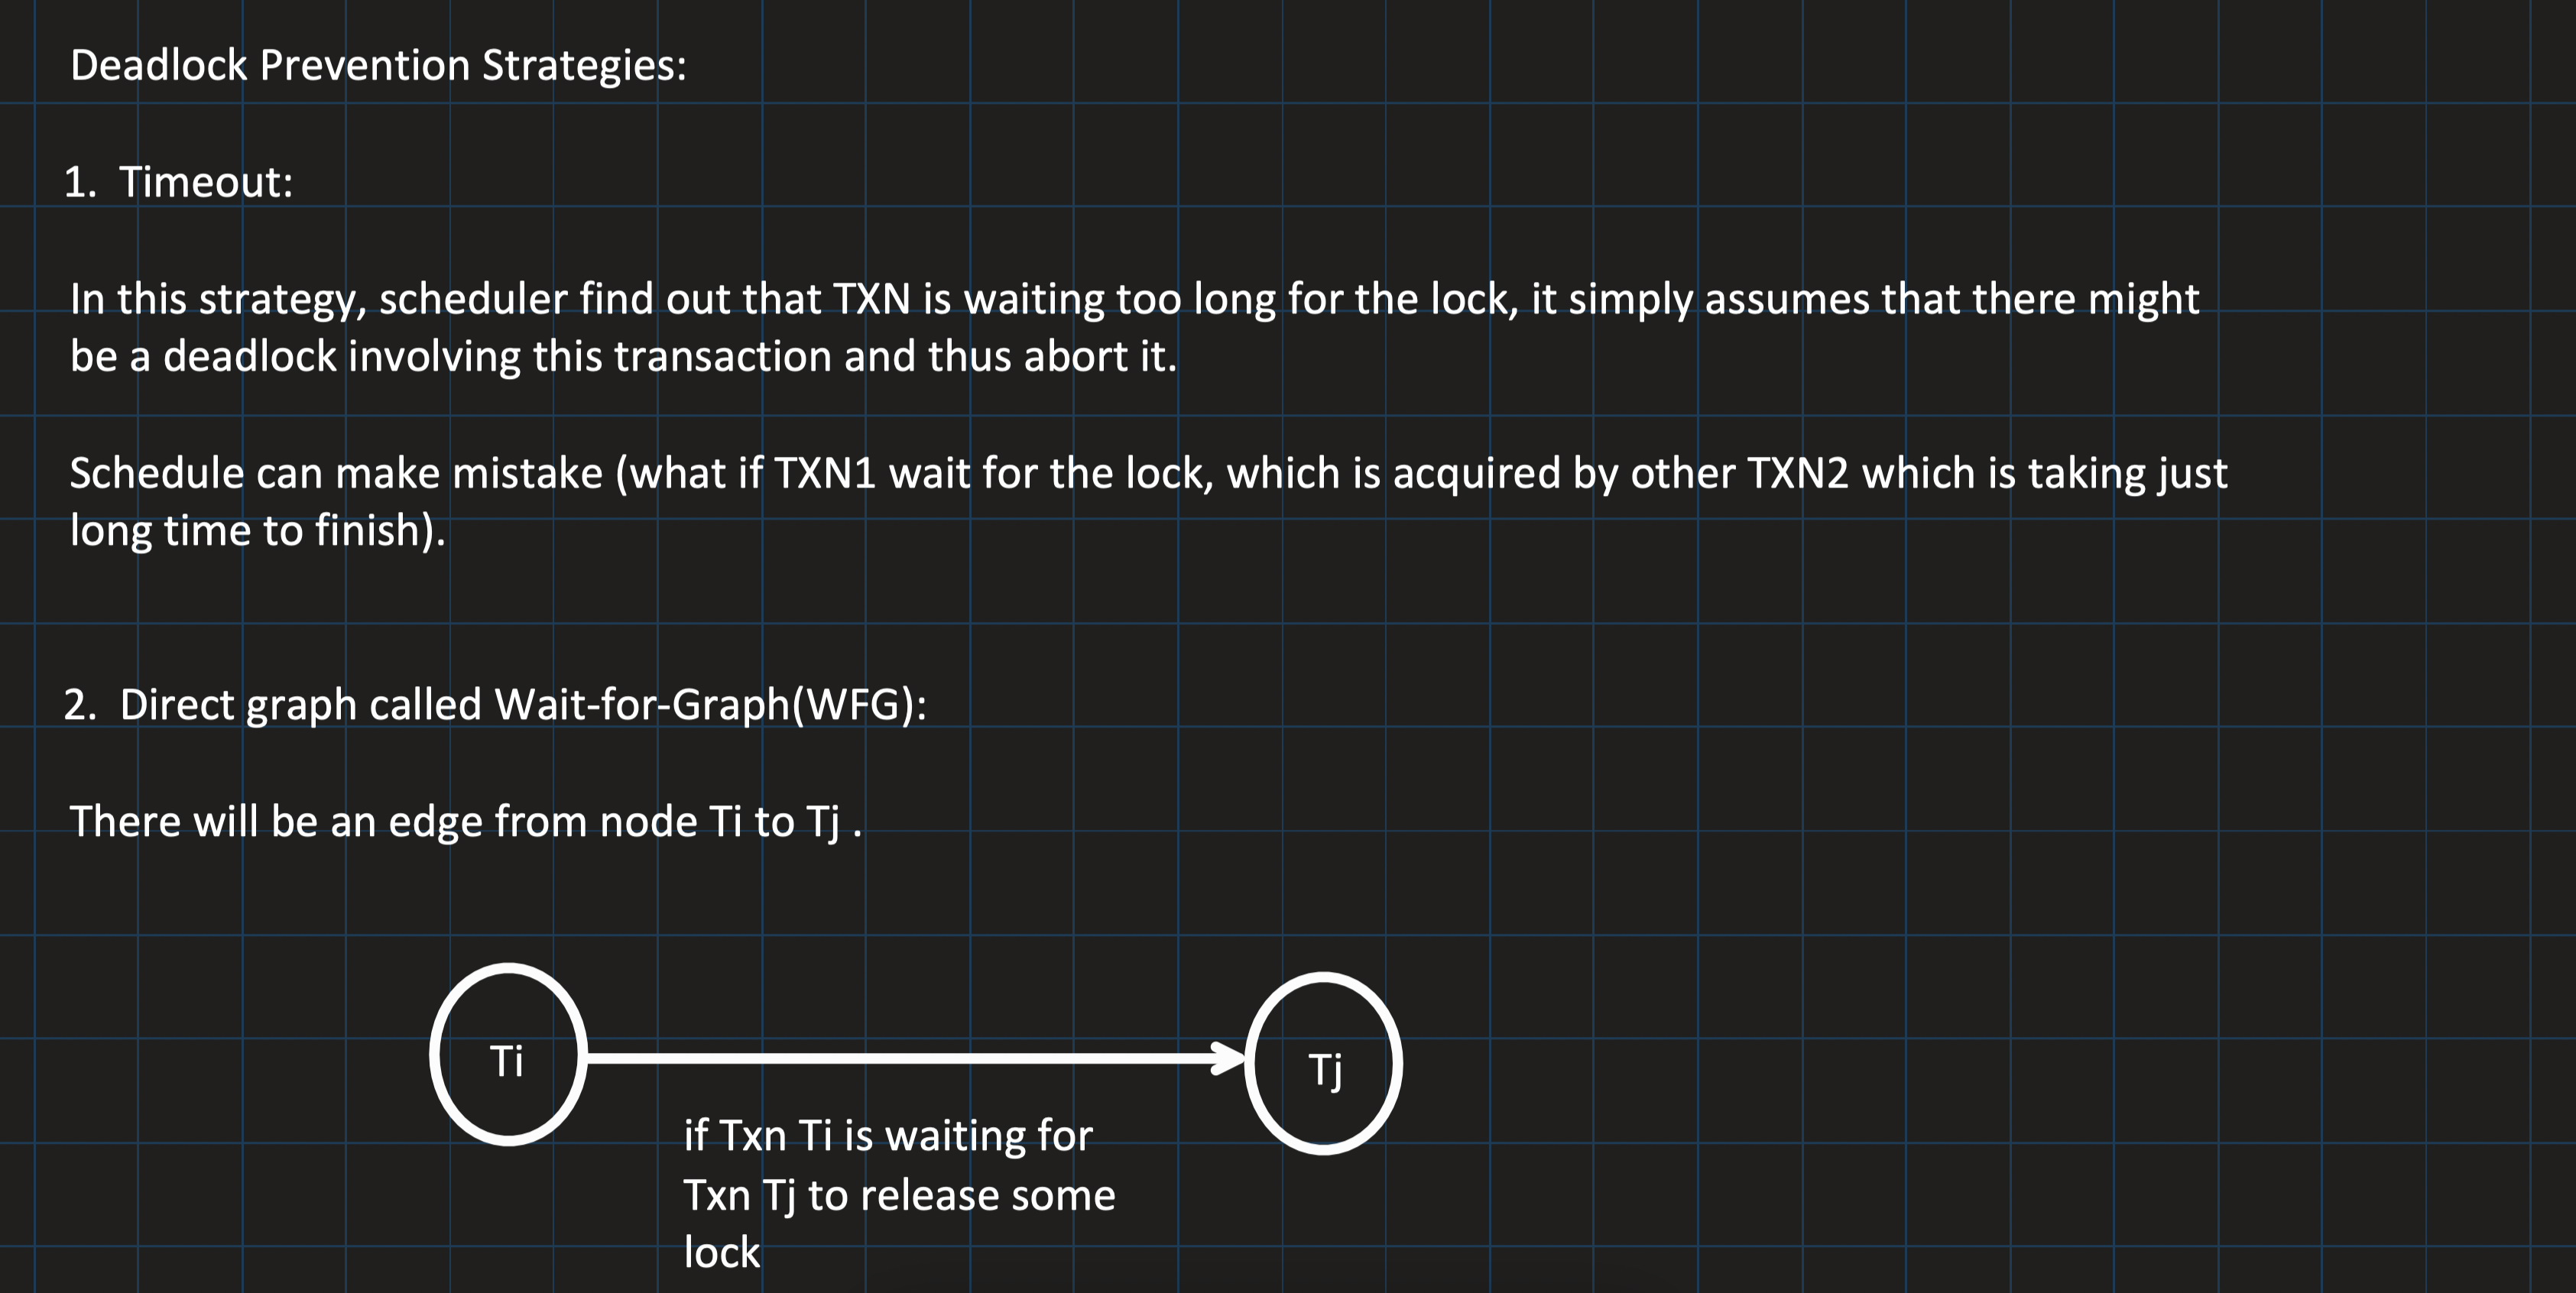 Deadlock Prevention Strategies:
1. Timeout:
In this strategy, scheduler find out that TXN is waiting too long for the lock, it simply assumes that there might
be a deadlock involving this transaction and thus abort it.
Schedule can make mistake (what if TXN1 wait for the lock, which is acquired by other TXN2 which is taking just
long time to finish).
2. Direct graph called Wait-for-Graph(WFG):
There will be an edge from node Ti to Tj .
Ti
Tj
if Txn Ti is waiting for
Txn Tj to release some
lock